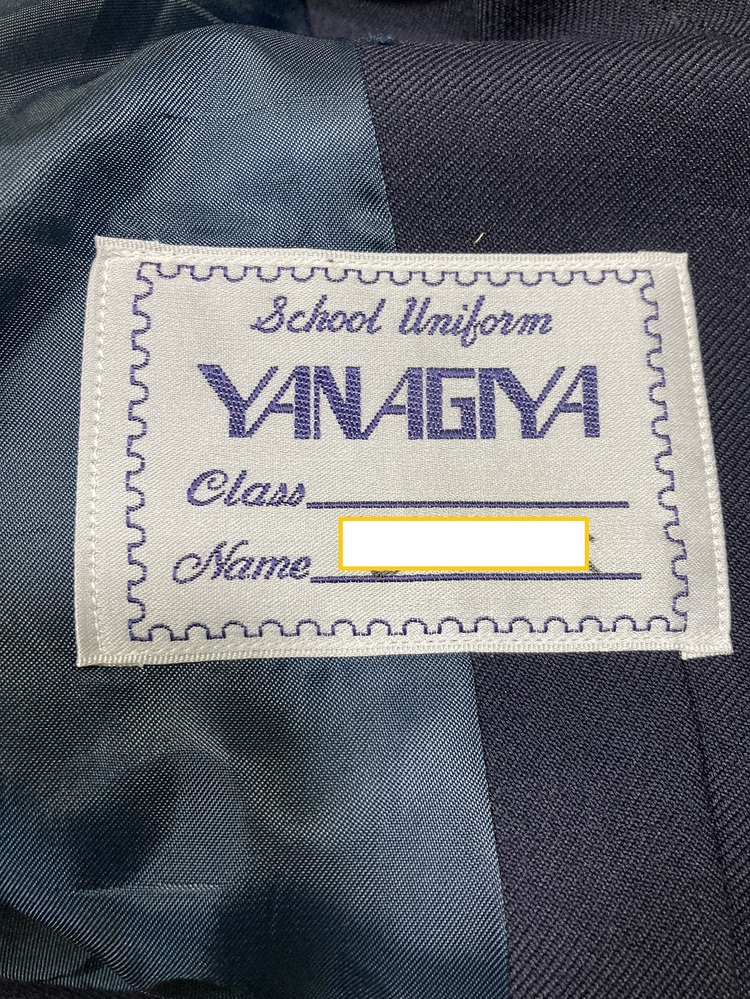 School Uniform
YANAGIYA
Class
Name